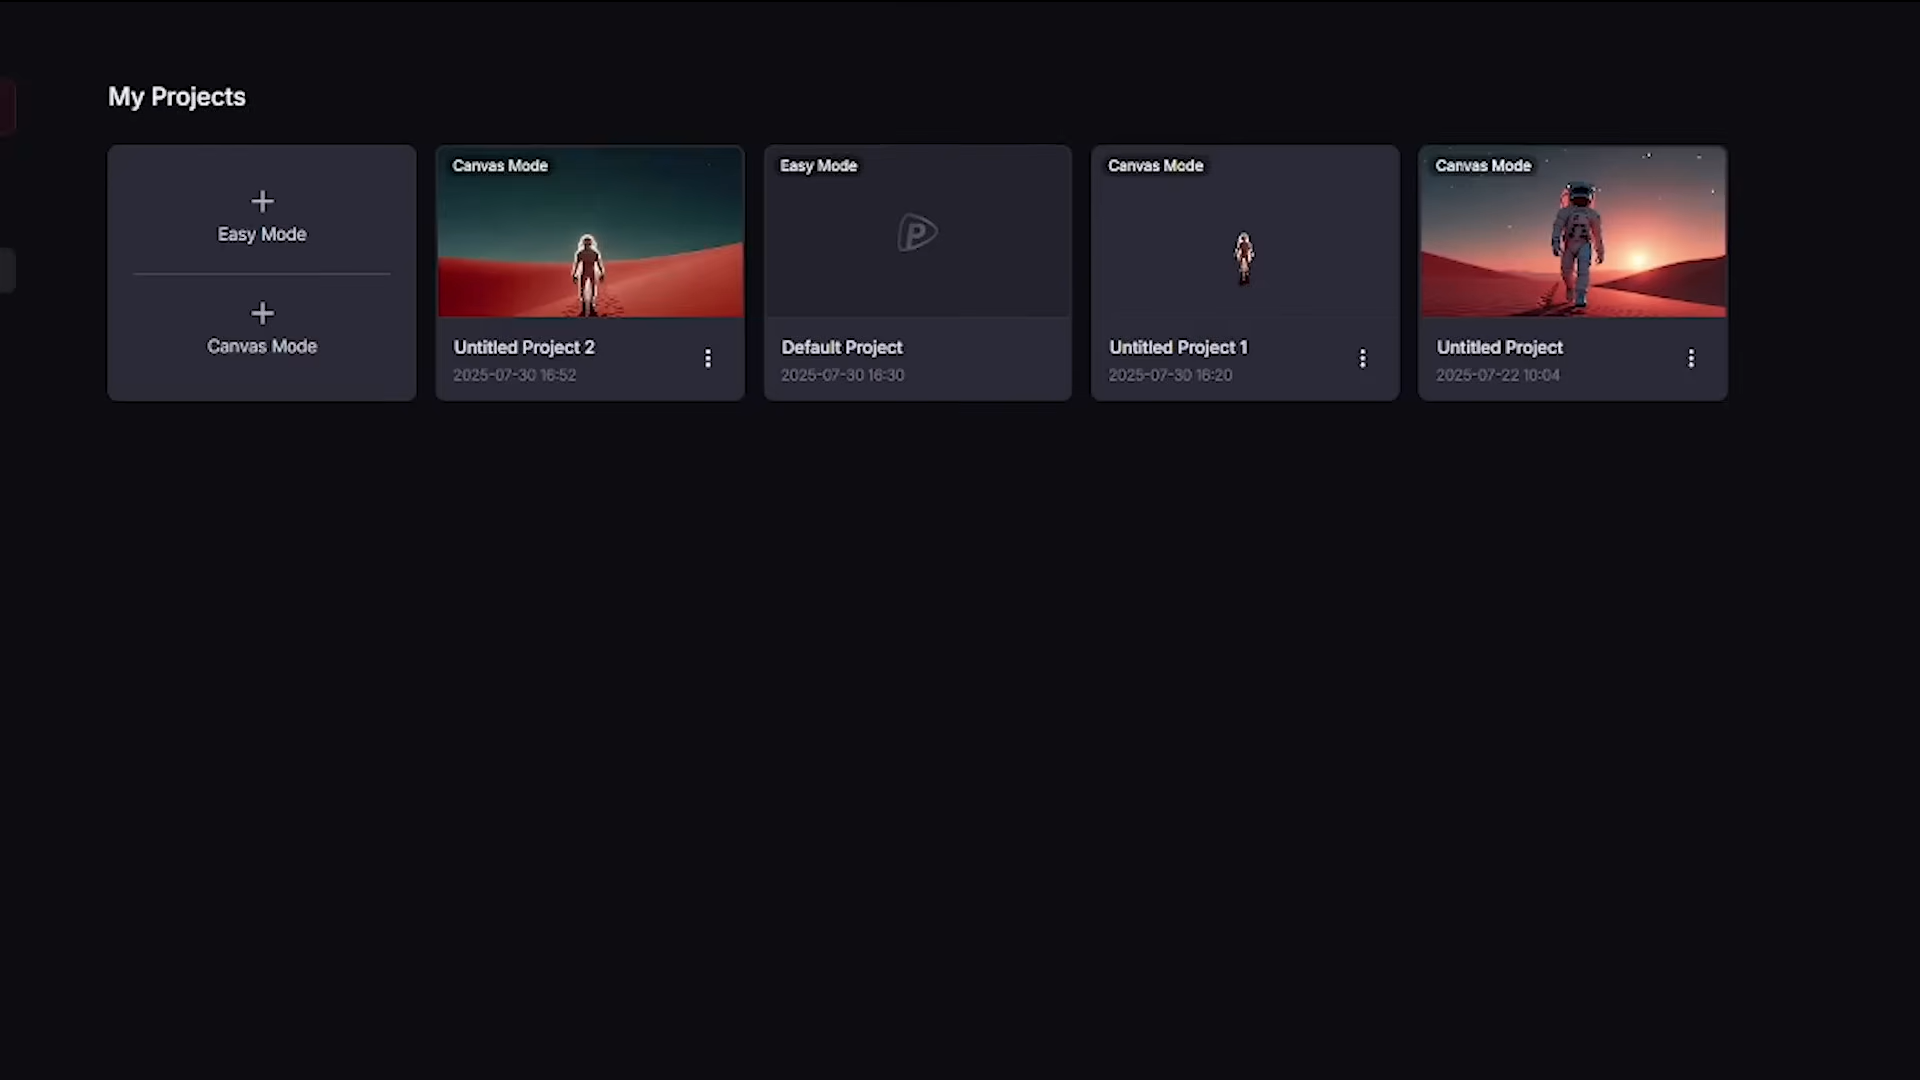 My Projects
Easy Mode
Canvas Mode
Canvas Mode
Untitled Project 2
2025-07-30 16:52
Easy Mode
P
Default Project
2025-07-30 16:30
Canvas Mode
Untitled Project 1
2025-07-30 16:20
Canvas Mode
Untitled Project
2025-07-22 10:04